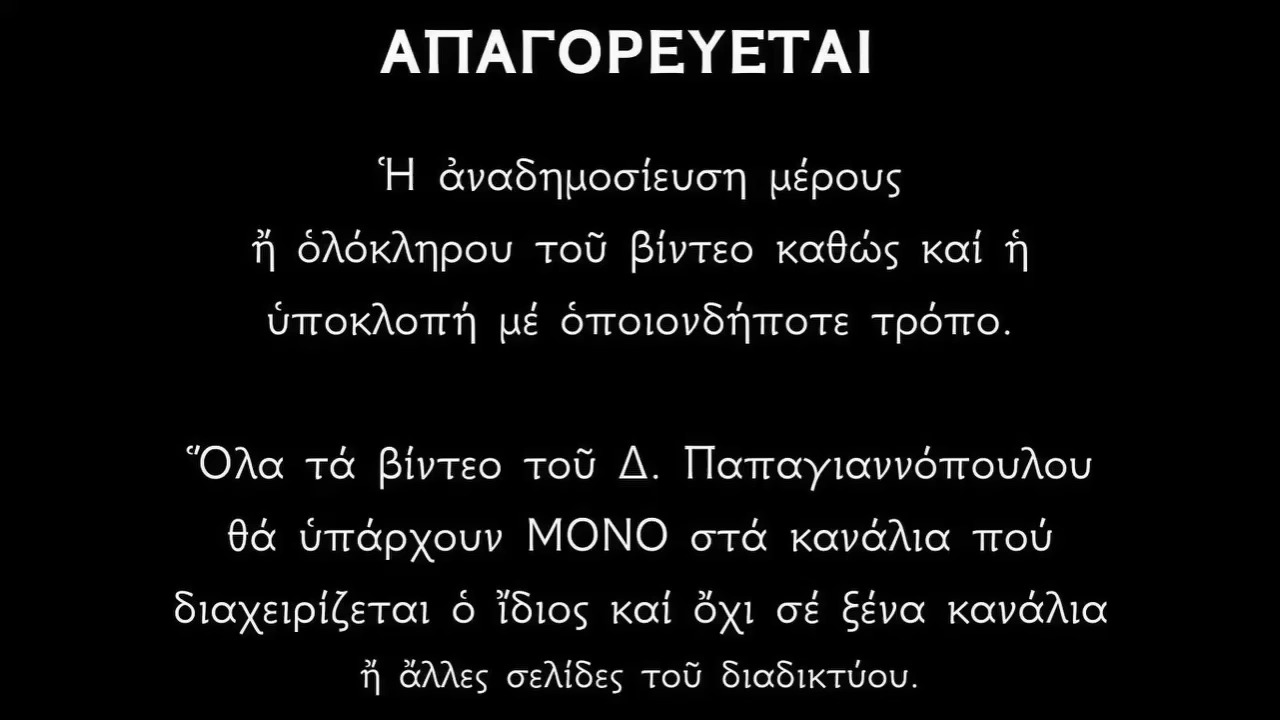 ΑΠΑΓΟΡΕΥΕΤΑΙ
Ἡ ἀναδημοσίευση μέρους
ἤ ὁλόκληρου τοῦ βίντεο καθώς καί ἡ
ὑποκλοπή μέ ὁποιονδήποτε τρόπο.
Ὅλα τά βίντεο τοῦ Δ. Παπαγιαννόπουλου
θά ὑπάρχουν ΜΟΝΟ στά κανάλια πού
διαχειρίζεται ὁ ἴδιος καί ὄχι σέ ξένα κανάλια
ἤ ἄλλες σελίδες τοῦ διαδικτύου.